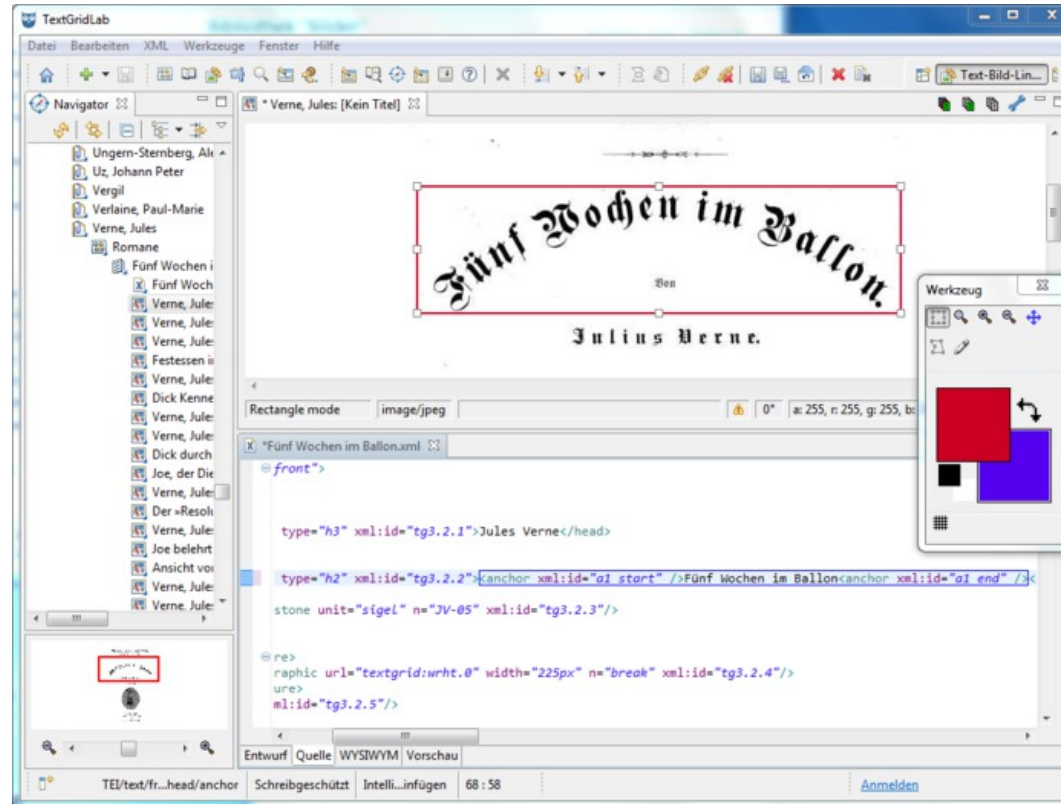 TextGridLab
Datei Bearbeiten XML Werkzeuge Fenster Hilfe
Text-Bild-Lin...
Navigator
Ungern-Sternberg, Ale
Uz, Johann Peter
Vergil
Verlaine, Paul-Marie
Verne, Jules
Romane
Fünf Wochen i
Fünf Woch
Verne, Jule
Verne, Jule
Verne, Jule
Festessen i
Verne, Jule
Dick Kenne
Verne, Jule
Verne, Jule
Dick durch
Joe, der Die
Verne, Jule
Der »Resolu
Verne, Jule
Joe belehrt
Ansicht vo
Verne, Jule
Verne, Jule
* Verne, Jules: [Kein Titel]
Fünf Wochen im Ballon.
Von
Julius Verne.
Rectangle mode image/jpeg 0° a: 255, r: 255, g: 255, b:
Werkzeug
*Fünf Wochen im Ballon.xml
front">
type="h3" xml:id="tg3.2.1">Jules Verne</head>
type="h2" xml:id="tg3.2.2"><anchor xml:id="a1 start" />Fünf Wochen im Ballon<anchor xml:id="a1 end" /><
stone unit="sigel" n="JV-05" xml:id="tg3.2.3"/>
re>
raphic url="textgrid:wrht.0" width="225px" n="break" xml:id="tg3.2.4"/>
ure>
ml:id="tg3.2.5"/>
Entwurf Quelle WYSIWYM Vorschau
TEI/text/fr...head/anchor Schreibgeschützt Intelli...infügen 68 : 58 Anmelden